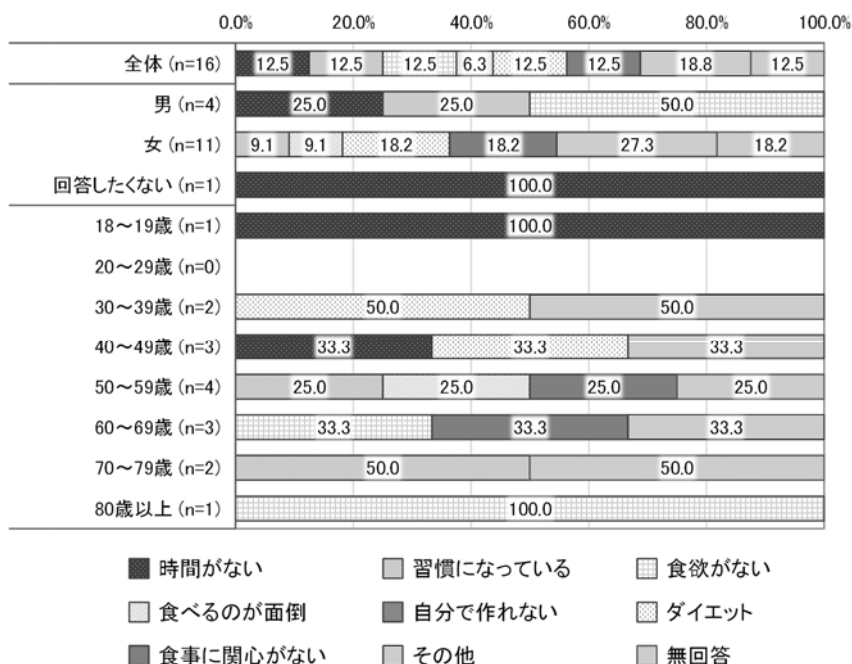 0.0% 20.0% 40.0% 60.0% 80.0% 100.0%
全体 (n=16) 12.5 12.5 12.5 6.3 12.5 12.5 18.8 12.5
男 (n=4) 25.0 25.0 50.0
女 (n=11) 9.1 9.1 18.2 18.2 27.3 18.2
回答したくない (n=1) 100.0
18～19歳 (n=1) 100.0
20～29歳 (n=0)
30～39歳 (n=2) 50.0 50.0
40～49歳 (n=3) 33.3 33.3 33.3
50～59歳 (n=4) 25.0 25.0 25.0 25.0
60～69歳 (n=3) 33.3 33.3 33.3
70～79歳 (n=2) 50.0 50.0
80歳以上 (n=1) 100.0
時間がない 習慣になっている 食欲がない
食べるのが面倒 自分で作れない ダイエット
食事に関心がない その他 無回答